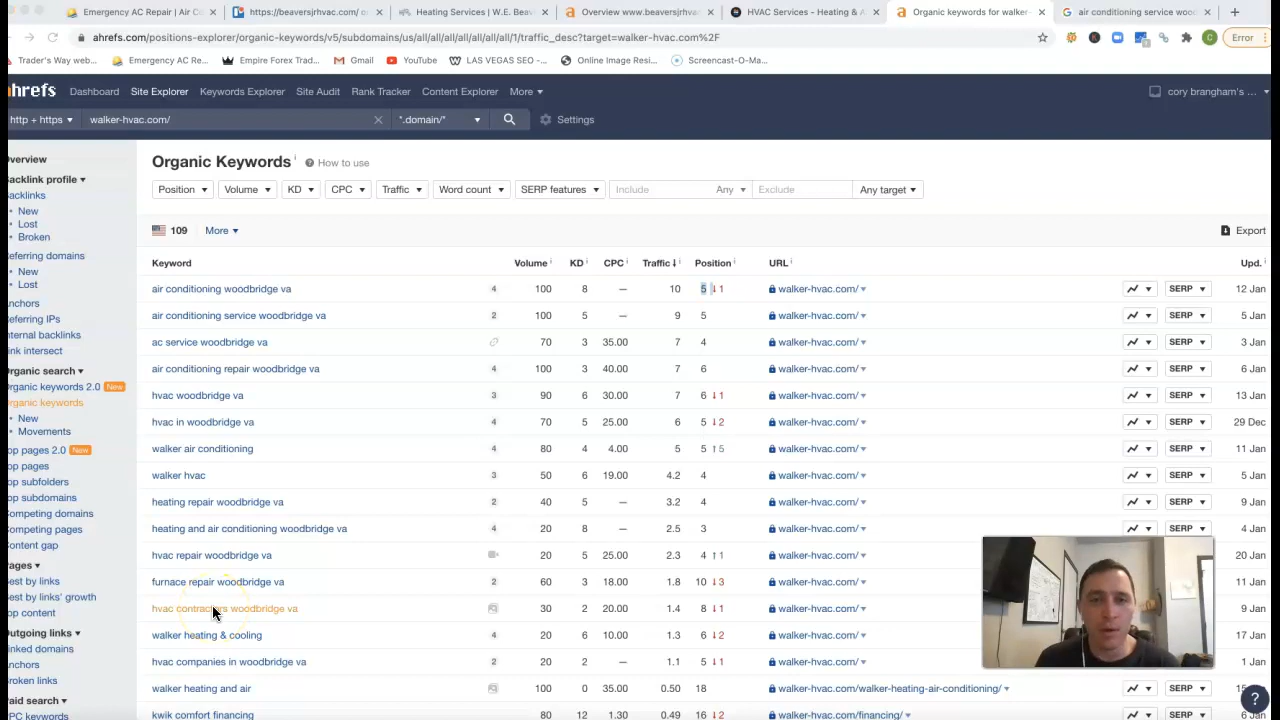 Emergency AC Repair | Air C
https://beaversjrhvac.com/ o
Heating Services | W.E. Beav
Overview www.beaversjrhvac.
HVAC Services – Heating & A
Organic keywords for walker-
air conditioning service woo
ahrefs.com/positions-explorer/organic-keywords/v5/subdomains/us/all/all/all/all/all/all/all/1/traffic_desc?target=walker-hvac.com%2F
C
Error
Trader's Way web...
Emergency AC Re...
Empire Forex Trad...
Gmail
YouTube
LAS VEGAS SEO -...
Online Image Resi...
Screencast-O-Ma...
ahrefs
Dashboard
Site Explorer
Keywords Explorer
Site Audit
Rank Tracker
Content Explorer
More
cory brangham's ...
http + https
walker-hvac.com/
*.domain/*
Settings
Overview
Backlink profile
Backlinks
New
Lost
Broken
Referring domains
New
Lost
Anchors
Referring IPs
Internal backlinks
Link intersect
Organic search
Organic keywords 2.0 New
Organic keywords
New
Movements
Top pages 2.0 New
Top pages
Top subfolders
Top subdomains
Competing domains
Competing pages
Content gap
Pages
Best by links
Best by links' growth
Top content
Outgoing links
Linked domains
Anchors
Broken links
Paid search
PPC keywords
Organic Keywords i ? How to use
Position
Volume
KD
CPC
Traffic
Word count
SERP features
Include
Any
Exclude
Any target
109 More
Export
Keyword Volume KD CPC Traffic Position URL Upd.
air conditioning woodbridge va 4 100 8 — 10 5 ↓1 walker-hvac.com/ SERP 12 Jan
air conditioning service woodbridge va 2 100 5 — 9 5 walker-hvac.com/ SERP 5 Jan
ac service woodbridge va 70 3 35.00 7 4 walker-hvac.com/ SERP 3 Jan
air conditioning repair woodbridge va 4 100 3 40.00 7 6 walker-hvac.com/ SERP 6 Jan
hvac woodbridge va 3 90 6 30.00 7 6 ↓1 walker-hvac.com/ SERP 13 Jan
hvac in woodbridge va 4 70 5 25.00 6 5 ↓2 walker-hvac.com/ SERP 29 Dec
walker air conditioning 4 80 4 4.00 5 5 ↑5 walker-hvac.com/ SERP 11 Jan
walker hvac 3 50 6 19.00 4.2 4 walker-hvac.com/ SERP 5 Jan
heating repair woodbridge va 2 40 5 — 3.2 4 walker-hvac.com/ SERP 9 Jan
heating and air conditioning woodbridge va 4 20 8 — 2.5 3 walker-hvac.com/ SERP 4 Jan
hvac repair woodbridge va 20 5 25.00 2.3 4 ↑1 walker-hvac.com/ SERP 20 Jan
furnace repair woodbridge va 2 60 3 18.00 1.8 10 ↓3 walker-hvac.com/ SERP 11 Jan
hvac contractors woodbridge va 30 2 20.00 1.4 8 ↓1 walker-hvac.com/ SERP 9 Jan
walker heating & cooling 4 20 6 10.00 1.3 6 ↓2 walker-hvac.com/ SERP 17 Jan
hvac companies in woodbridge va 2 20 2 — 1.1 5 ↓1 walker-hvac.com/ SERP 1 Jan
walker heating and air 100 0 35.00 0.50 18 walker-hvac.com/walker-heating-air-conditioning/ SERP
kwik comfort financing 80 12 1.30 0.49 16 ↓2 walker-hvac.com/financing/ SERP
?